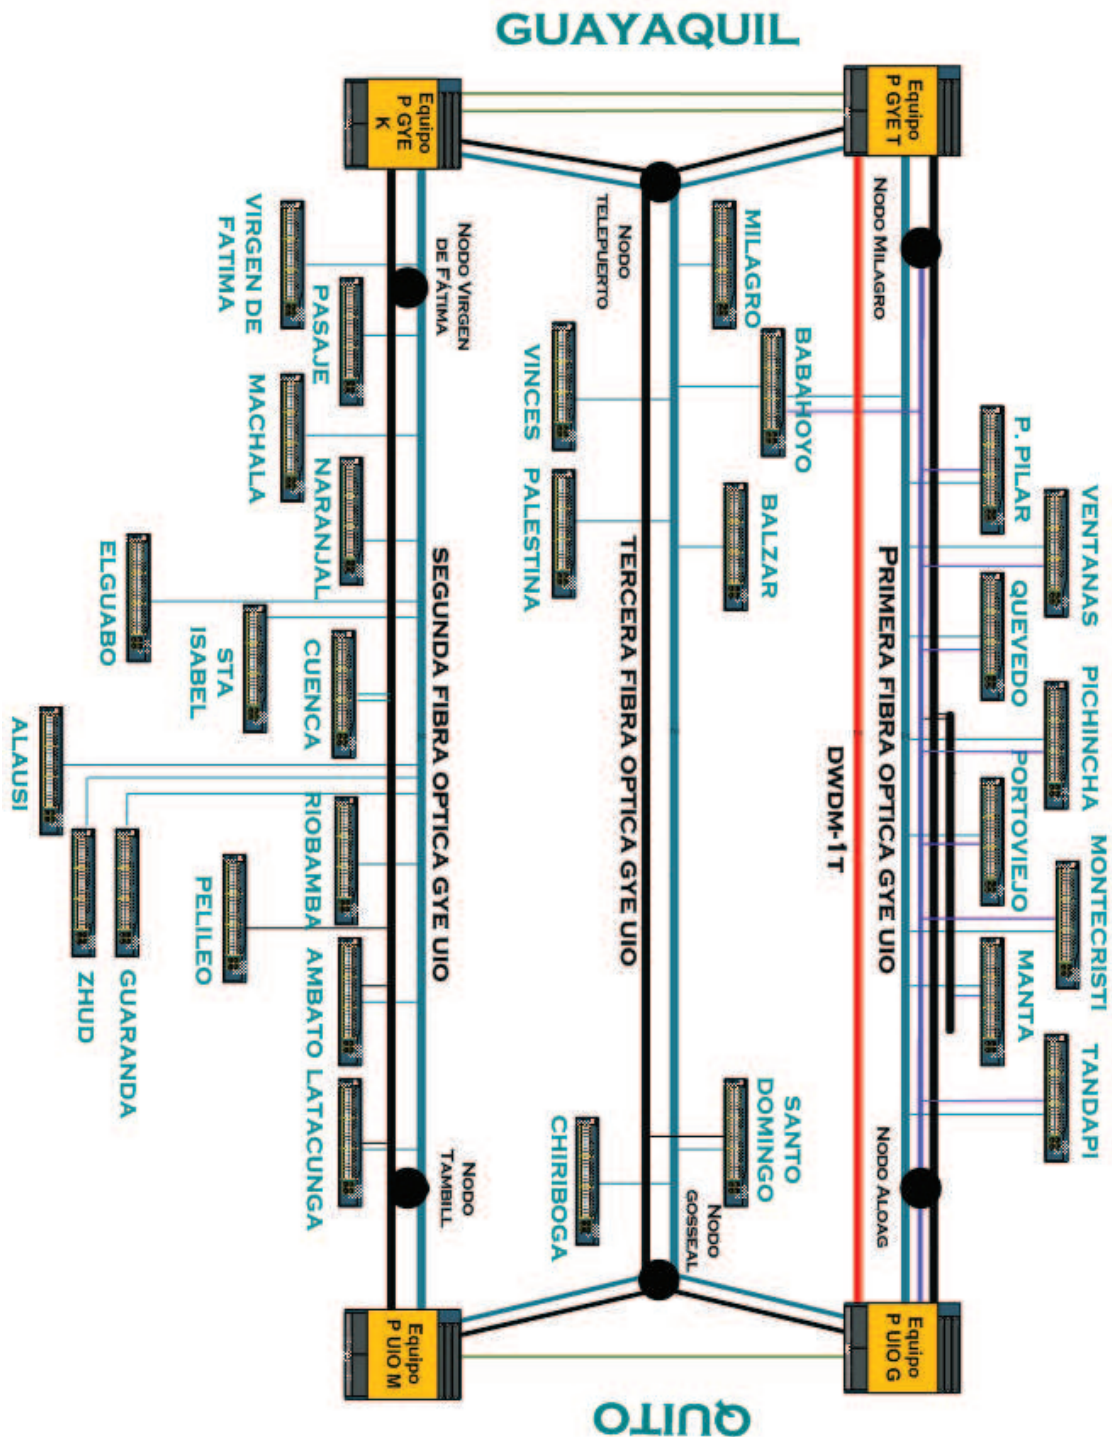 GUAYAQUIL
Equipo
P GYE
K
Equipo
P GYE T
NODO MILAGRO
NODO
TELEPUERTO
NODO VIRGEN
DE FÁTIMA
VIRGEN DE
FATIMA
PASAJE
MACHALA
NARANJAL
ELGUABO
STA
ISABEL
CUENCA
ALAUSI
ZHUD
GUARANDA
RIOBAMBA
PELILEO
AMBATO
LATACUNGA
SEGUNDA FIBRA OPTICA GYE UIO
NODO
TAMBILL
MILAGRO
BABAHOYO
VINCES
PALESTINA
BALZAR
TERCERA FIBRA OPTICA GYE UIO
SANTO
DOMINGO
CHIRIBOGA
NODO
GOSSEAL
P. PILAR
VENTANAS
QUEVEDO
PICHINCHA
PORTOVIEJO
MONTECRISTI
MANTA
TANDAPI
PRIMERA FIBRA OPTICA GYE UIO
DWDM-1T
NODO ALOAG
Equipo
P UIO M
Equipo
P UIO G
QUITO